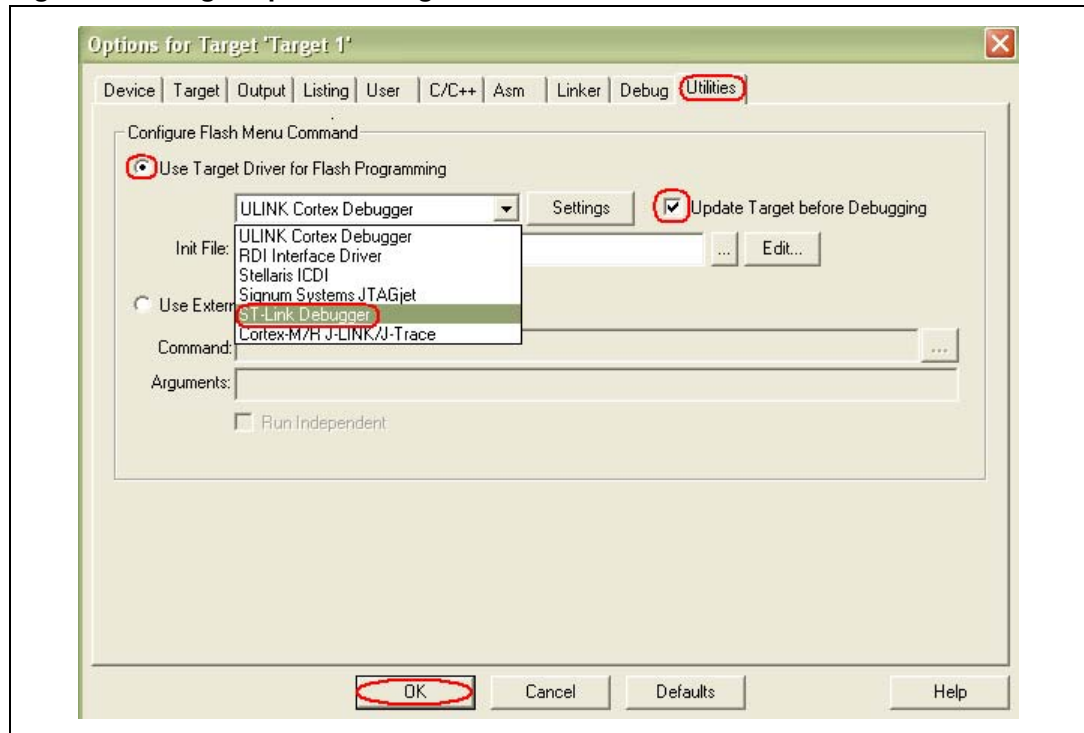 Options for Target 'Target 1'
Device Target Output Listing User C/C++ Asm Linker Debug Utilities
Configure Flash Menu Command
Use Target Driver for Flash Programming
ULINK Cortex Debugger Settings Update Target before Debugging
ULINK Cortex Debugger
Init File: ... Edit...
RDI Interface Driver
Stellaris ICDI
Signum Systems JTAGjet
Use Extern
ST-Link Debugger
Cortex-M/R J-LINK/J-Trace
Command: ...
Arguments:
Run Independent
OK Cancel Defaults Help